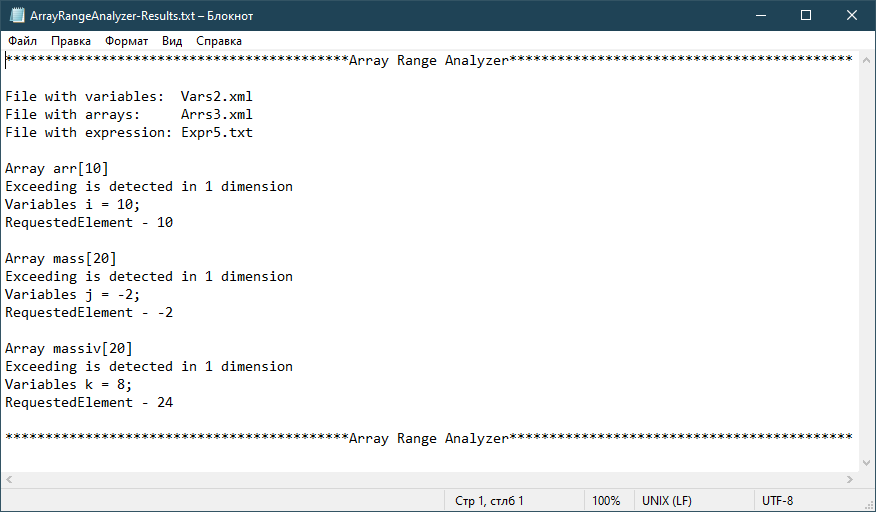 ArrayRangeAnalyzer-Results.txt – Блокнот
Файл Правка Формат Вид Справка
*******************************************Array Range Analyzer*******************************************
File with variables:  Vars2.xml
File with arrays:     Arrs3.xml
File with expression: Expr5.txt
Array arr[10]
Exceeding is detected in 1 dimension
Variables i = 10;
RequestedElement - 10
Array mass[20]
Exceeding is detected in 1 dimension
Variables j = -2;
RequestedElement - -2
Array massiv[20]
Exceeding is detected in 1 dimension
Variables k = 8;
RequestedElement - 24
*******************************************Array Range Analyzer*******************************************
Стр 1, стлб 1 100% UNIX (LF) UTF-8